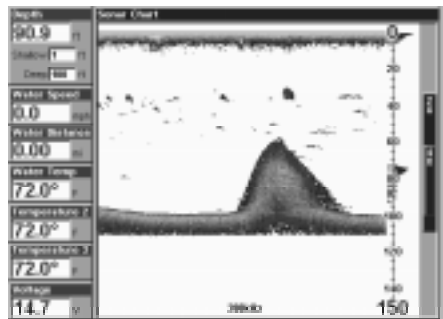 Depth
90.9 ft
Shallow 1 ft
Deep ft
Water Speed
0.0 mph
Water Distance
0.00 mi
Water Temp
72.0° F
Temperature 2
72.0° F
Temperature 3
72.0° F
Voltage
14.7 V
Sonar Chart
0
20
40
60
100
120
140
150